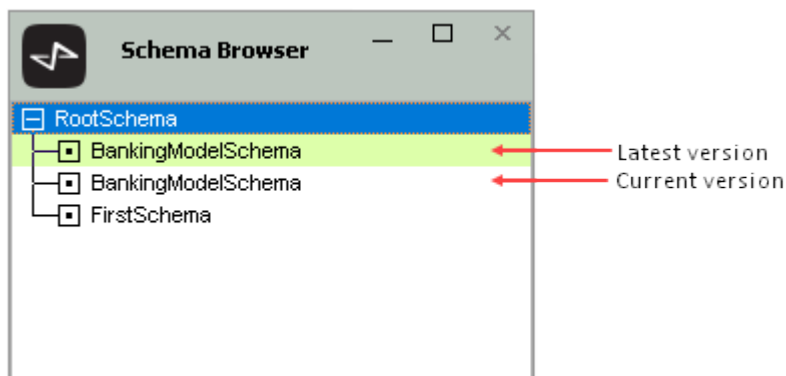 Schema Browser
RootSchema
BankingModelSchema
Latest version
BankingModelSchema
Current version
FirstSchema